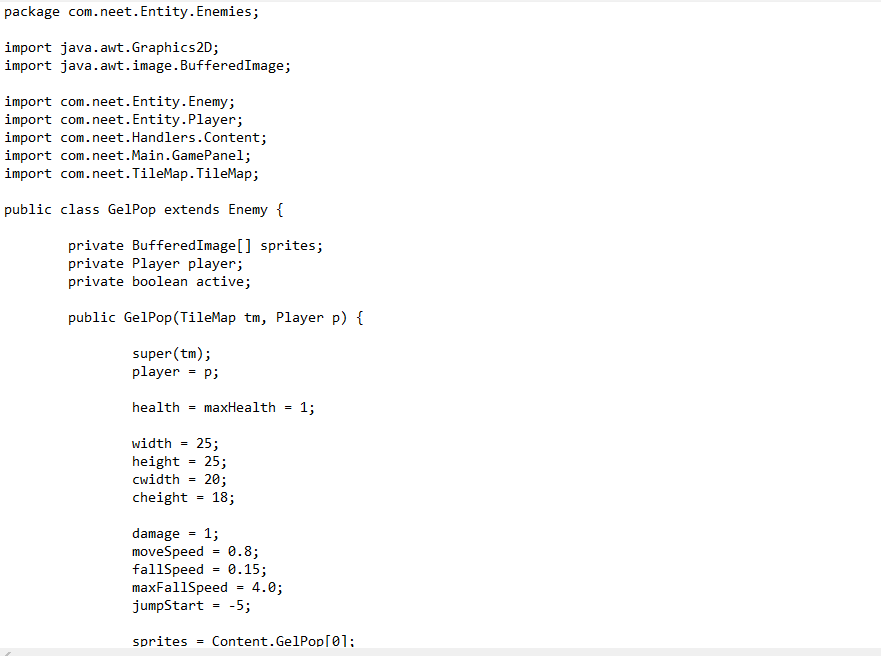 package com.neet.Entity.Enemies;
import java.awt.Graphics2D;
import java.awt.image.BufferedImage;
import com.neet.Entity.Enemy;
import com.neet.Entity.Player;
import com.neet.Handlers.Content;
import com.neet.Main.GamePanel;
import com.neet.TileMap.TileMap;
public class GelPop extends Enemy {
private BufferedImage[] sprites;
private Player player;
private boolean active;
public GelPop(TileMap tm, Player p) {
super(tm);
player = p;
health = maxHealth = 1;
width = 25;
height = 25;
cwidth = 20;
cheight = 18;
damage = 1;
moveSpeed = 0.8;
fallSpeed = 0.15;
maxFallSpeed = 4.0;
jumpStart = -5;
sprites = Content.GelPop[0];